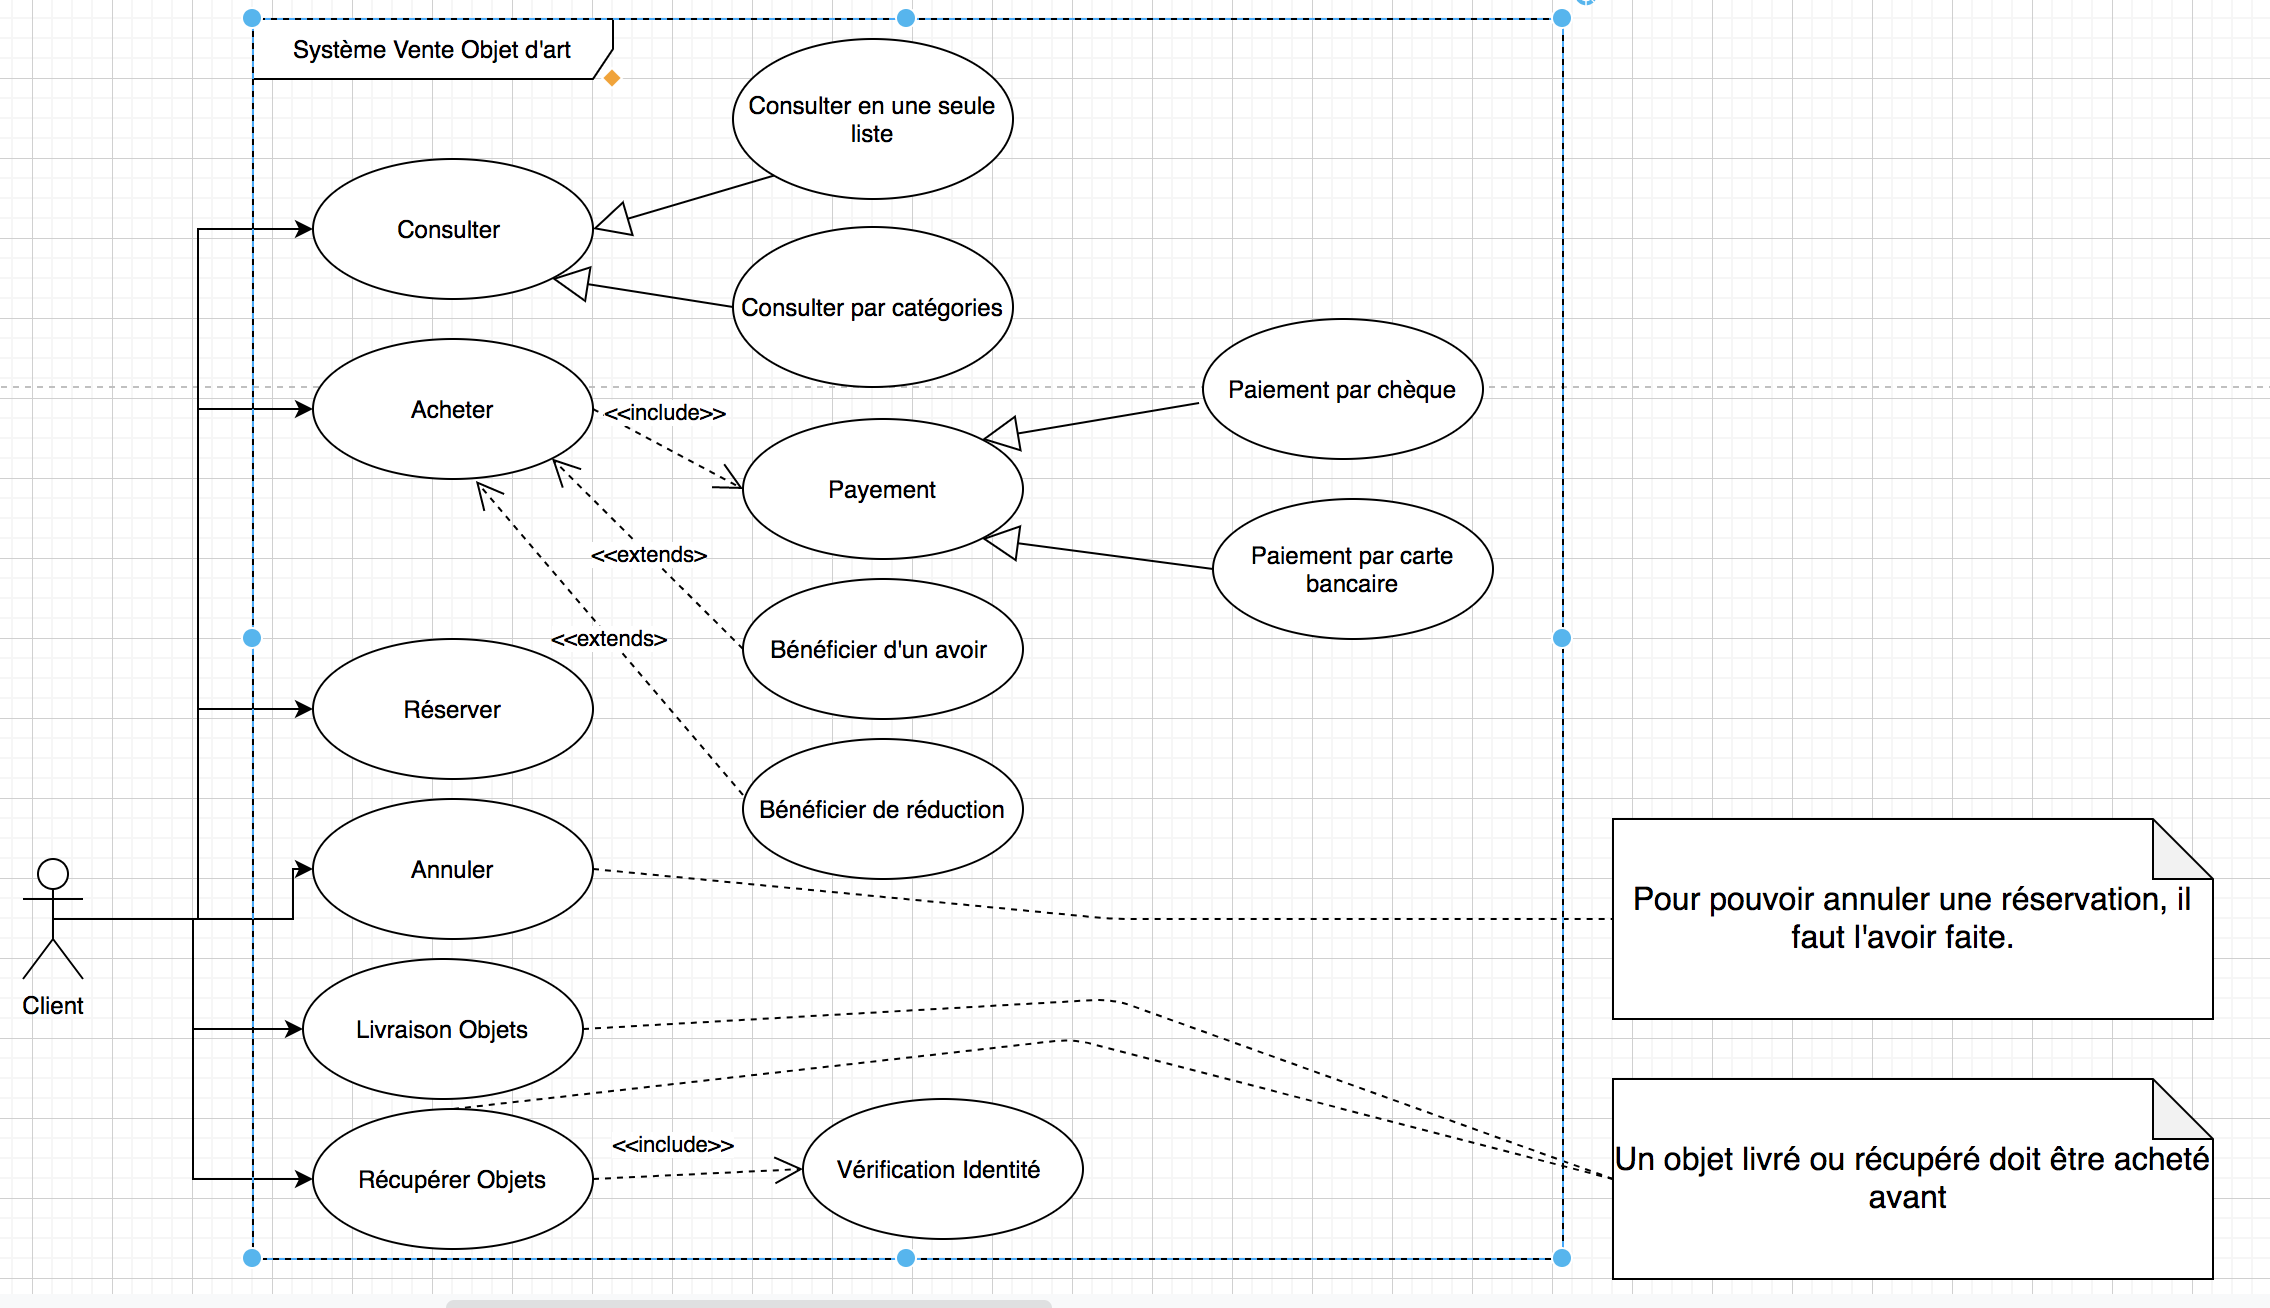 Système Vente Objet d'art
Consulter en une seule
liste
Consulter
Consulter par catégories
Paiement par chèque
Acheter
<<include>>
Payement
<<extends>
Paiement par carte
bancaire
<<extends>
Bénéficier d'un avoir
Réserver
Bénéficier de réduction
Annuler
Pour pouvoir annuler une réservation, il
faut l'avoir faite.
Client
Livraison Objets
<<include>>
Récupérer Objets
Vérification Identité
Un objet livré ou récupéré doit être acheté
avant